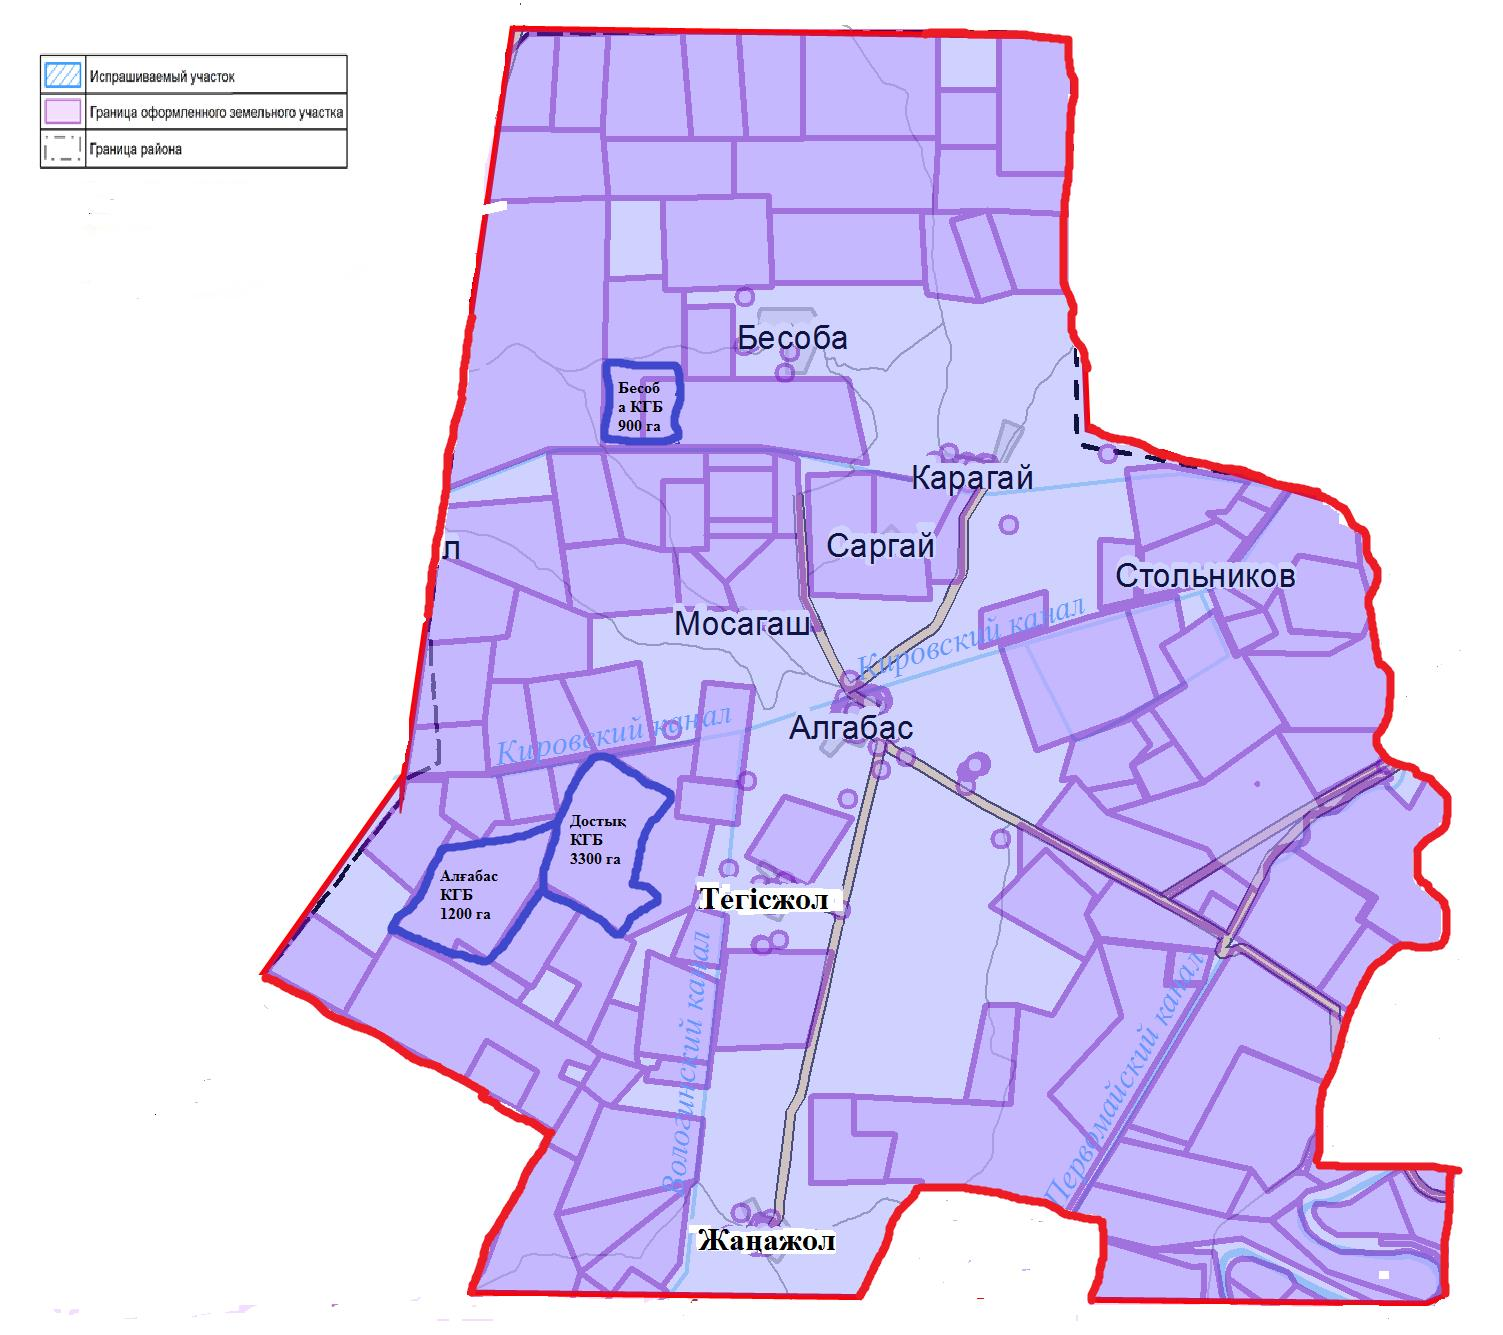 Испрашиваемый участок
Граница оформленного земельного участка
Граница района
Бесоба
Бесоб
а КГБ
900 га
Карагай
Саргай
л
Стольников
Мосагаш
Кировский канал
Алгабас
Кировский канал
Достық
КГБ
3300 га
Алғабас
КГБ
1200 га
Тегісжол
Вологинский канал
Первомайский канал
Жаңажол